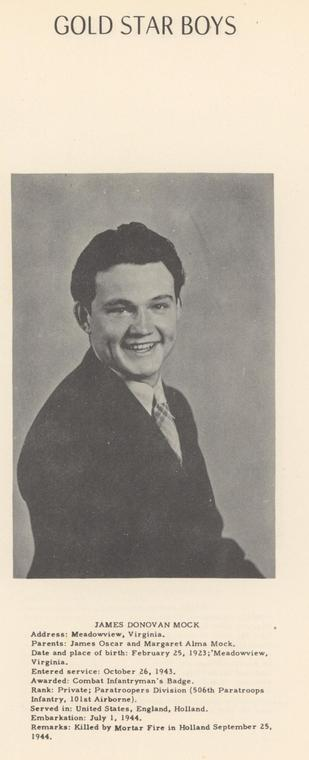 GOLD STAR BOYS
JAMES DONOVAN MOCK
Address: Meadowview, Virginia.
Parents: James Oscar and Margaret Alma Mock.
Date and place of birth: February 25, 1923; Meadowview,
Virginia.
Entered service: October 26, 1943.
Awarded: Combat Infantryman's Badge.
Rank: Private; Paratroopers Division (506th Paratroops
Infantry, 101st Airborne).
Served in: United States, England, Holland.
Embarkation: July 1, 1944.
Remarks: Killed by Mortar Fire in Holland September 25,
1944.